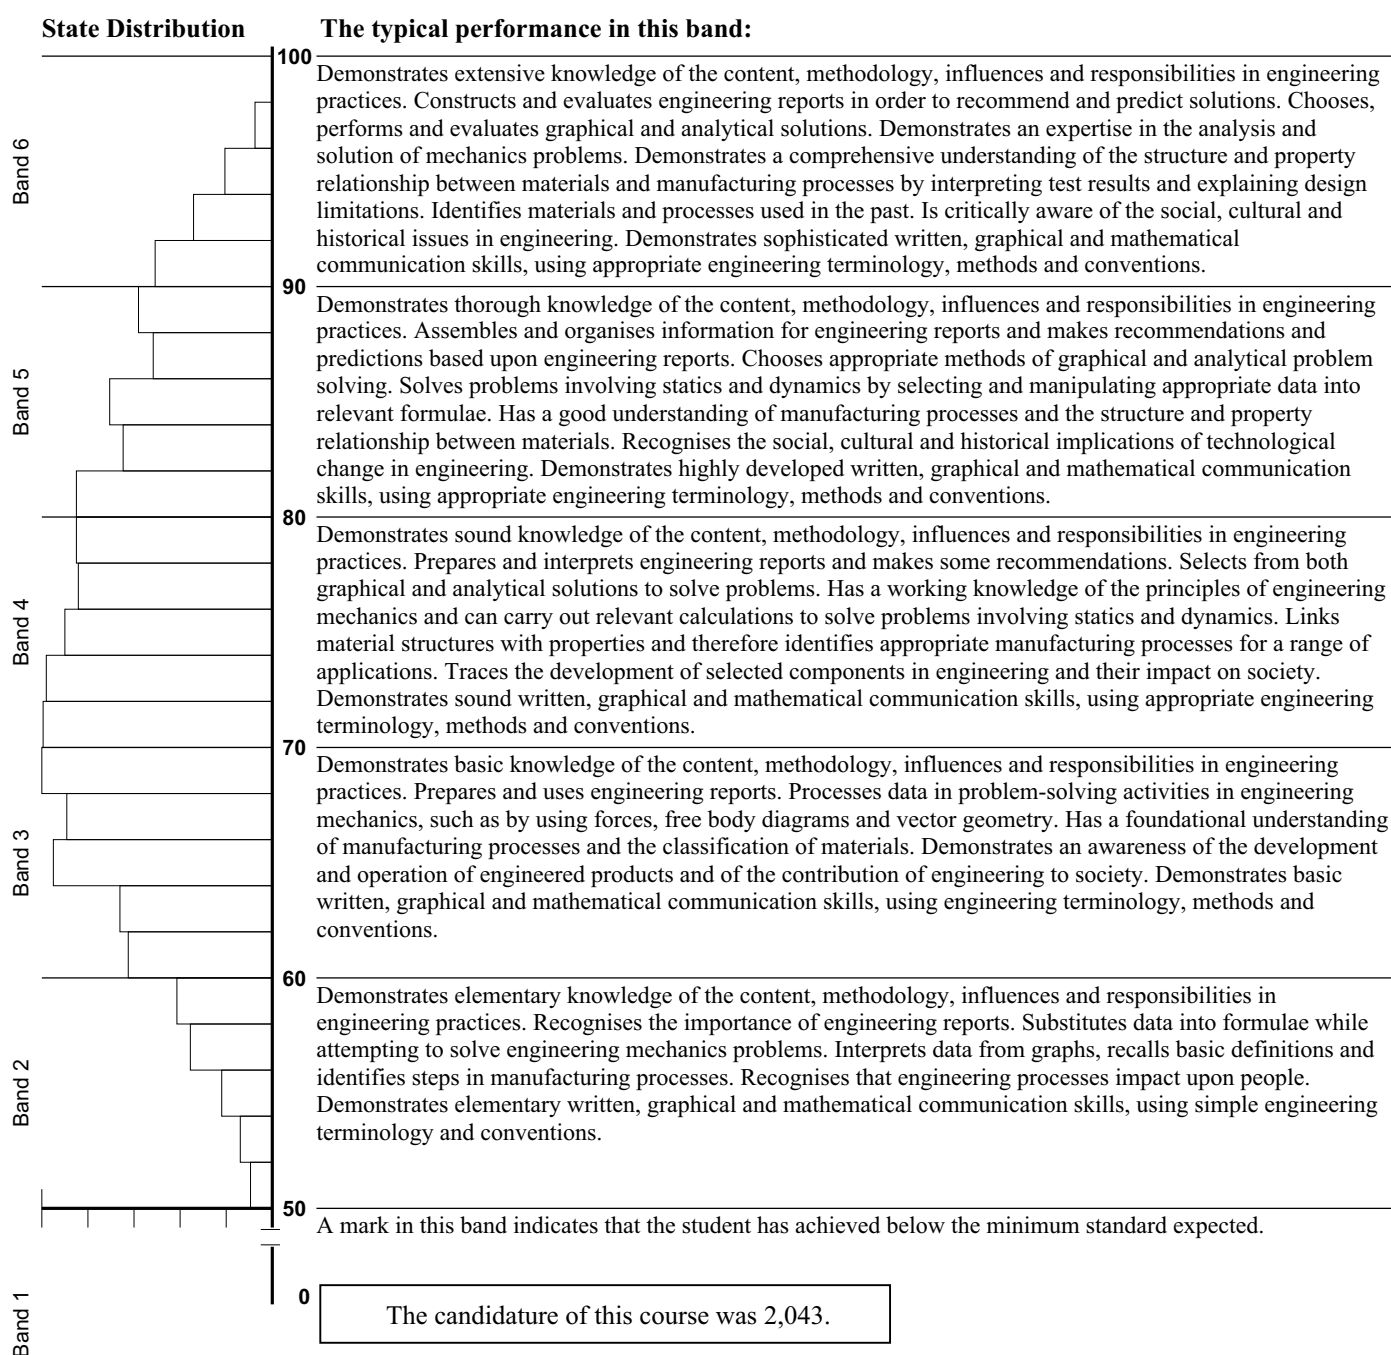 State Distribution
The typical performance in this band:
100
Demonstrates extensive knowledge of the content, methodology, influences and responsibilities in engineering
practices. Constructs and evaluates engineering reports in order to recommend and predict solutions. Chooses,
performs and evaluates graphical and analytical solutions. Demonstrates an expertise in the analysis and
solution of mechanics problems. Demonstrates a comprehensive understanding of the structure and property
relationship between materials and manufacturing processes by interpreting test results and explaining design
limitations. Identifies materials and processes used in the past. Is critically aware of the social, cultural and
historical issues in engineering. Demonstrates sophisticated written, graphical and mathematical
communication skills, using appropriate engineering terminology, methods and conventions.
Band 6
90
Demonstrates thorough knowledge of the content, methodology, influences and responsibilities in engineering
practices. Assembles and organises information for engineering reports and makes recommendations and
predictions based upon engineering reports. Chooses appropriate methods of graphical and analytical problem
solving. Solves problems involving statics and dynamics by selecting and manipulating appropriate data into
relevant formulae. Has a good understanding of manufacturing processes and the structure and property
relationship between materials. Recognises the social, cultural and historical implications of technological
change in engineering. Demonstrates highly developed written, graphical and mathematical communication
skills, using appropriate engineering terminology, methods and conventions.
Band 5
80
Demonstrates sound knowledge of the content, methodology, influences and responsibilities in engineering
practices. Prepares and interprets engineering reports and makes some recommendations. Selects from both
graphical and analytical solutions to solve problems. Has a working knowledge of the principles of engineering
mechanics and can carry out relevant calculations to solve problems involving statics and dynamics. Links
material structures with properties and therefore identifies appropriate manufacturing processes for a range of
applications. Traces the development of selected components in engineering and their impact on society.
Demonstrates sound written, graphical and mathematical communication skills, using appropriate engineering
terminology, methods and conventions.
Band 4
70
Demonstrates basic knowledge of the content, methodology, influences and responsibilities in engineering
practices. Prepares and uses engineering reports. Processes data in problem-solving activities in engineering
mechanics, such as by using forces, free body diagrams and vector geometry. Has a foundational understanding
of manufacturing processes and the classification of materials. Demonstrates an awareness of the development
and operation of engineered products and of the contribution of engineering to society. Demonstrates basic
written, graphical and mathematical communication skills, using engineering terminology, methods and
conventions.
Band 3
60
Demonstrates elementary knowledge of the content, methodology, influences and responsibilities in
engineering practices. Recognises the importance of engineering reports. Substitutes data into formulae while
attempting to solve engineering mechanics problems. Interprets data from graphs, recalls basic definitions and
identifies steps in manufacturing processes. Recognises that engineering processes impact upon people.
Demonstrates elementary written, graphical and mathematical communication skills, using simple engineering
terminology and conventions.
Band 2
50
A mark in this band indicates that the student has achieved below the minimum standard expected.
0
Band 1
The candidature of this course was 2,043.